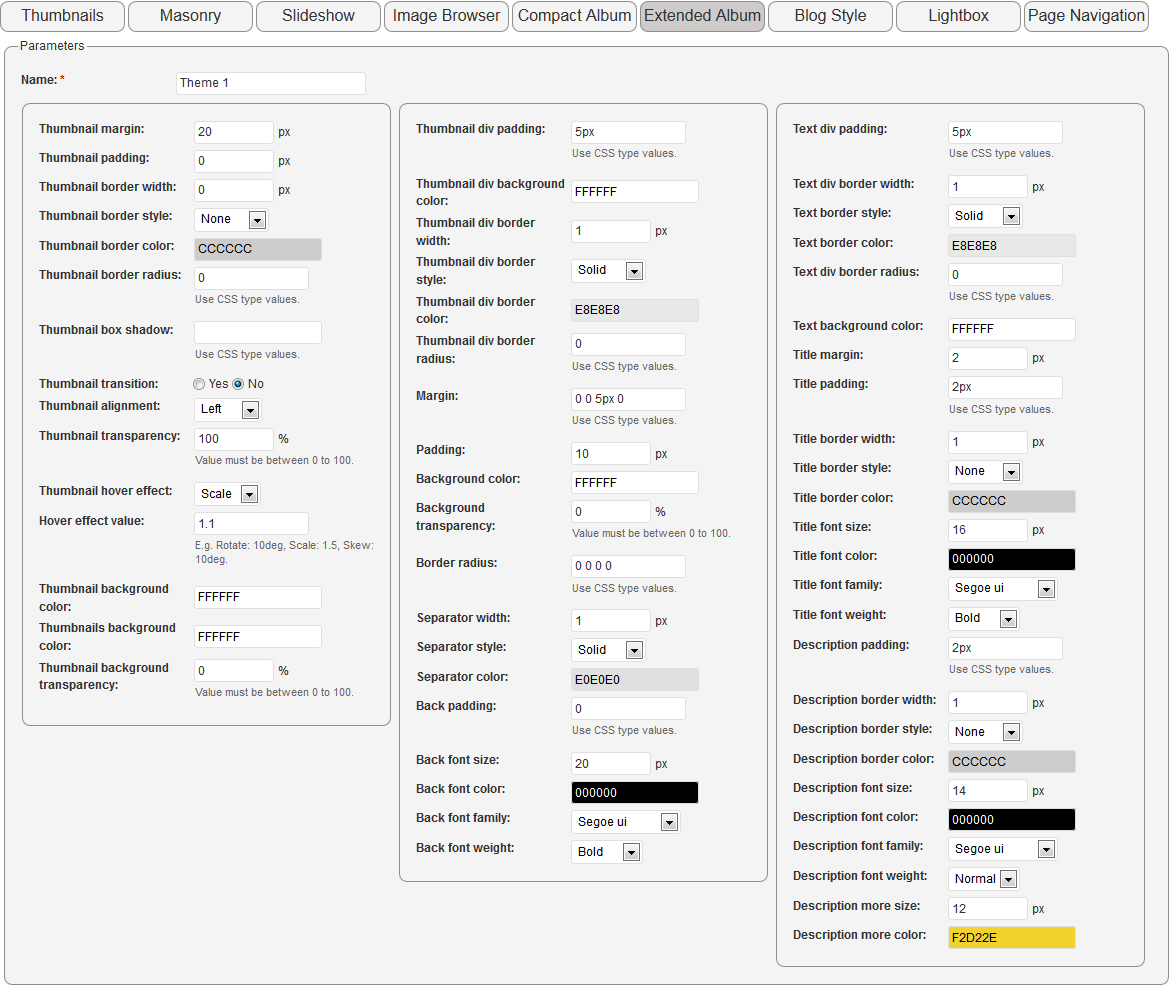 Thumbnails Masonry Slideshow Image Browser Compact Album Extended Album Blog Style Lightbox Page Navigation
Parameters
Name: * Theme 1
Thumbnail margin: 20 px
Thumbnail padding: 0 px
Thumbnail border width: 0 px
Thumbnail border style: None
Thumbnail border color: CCCCCC
Thumbnail border radius: 0
Use CSS type values.
Thumbnail box shadow:
Use CSS type values.
Thumbnail transition: Yes No
Thumbnail alignment: Left
Thumbnail transparency: 100 %
Value must be between 0 to 100.
Thumbnail hover effect: Scale
Hover effect value: 1.1
E.g. Rotate: 10deg, Scale: 1.5, Skew:
10deg.
Thumbnail background
color: FFFFFF
Thumbnails background
color: FFFFFF
Thumbnail background
transparency: 0 %
Value must be between 0 to 100.
Thumbnail div padding: 5px
Use CSS type values.
Thumbnail div background
color: FFFFFF
Thumbnail div border
width: 1 px
Thumbnail div border
style: Solid
Thumbnail div border
color: E8E8E8
Thumbnail div border
radius: 0
Use CSS type values.
Margin: 0 0 5px 0
Use CSS type values.
Padding: 10 px
Background color: FFFFFF
Background
transparency: 0 %
Value must be between 0 to 100.
Border radius: 0 0 0 0
Use CSS type values.
Separator width: 1 px
Separator style: Solid
Separator color: E0E0E0
Back padding: 0
Use CSS type values.
Back font size: 20 px
Back font color: 000000
Back font family: Segoe ui
Back font weight: Bold
Text div padding: 5px
Use CSS type values.
Text div border width: 1 px
Text border style: Solid
Text border color: E8E8E8
Text div border radius: 0
Use CSS type values.
Text background color: FFFFFF
Title margin: 2 px
Title padding: 2px
Use CSS type values.
Title border width: 1 px
Title border style: None
Title border color: CCCCCC
Title font size: 16 px
Title font color: 000000
Title font family: Segoe ui
Title font weight: Bold
Description padding: 2px
Use CSS type values.
Description border width: 1 px
Description border style: None
Description border color: CCCCCC
Description font size: 14 px
Description font color: 000000
Description font family: Segoe ui
Description font weight: Normal
Description more size: 12 px
Description more color: F2D22E